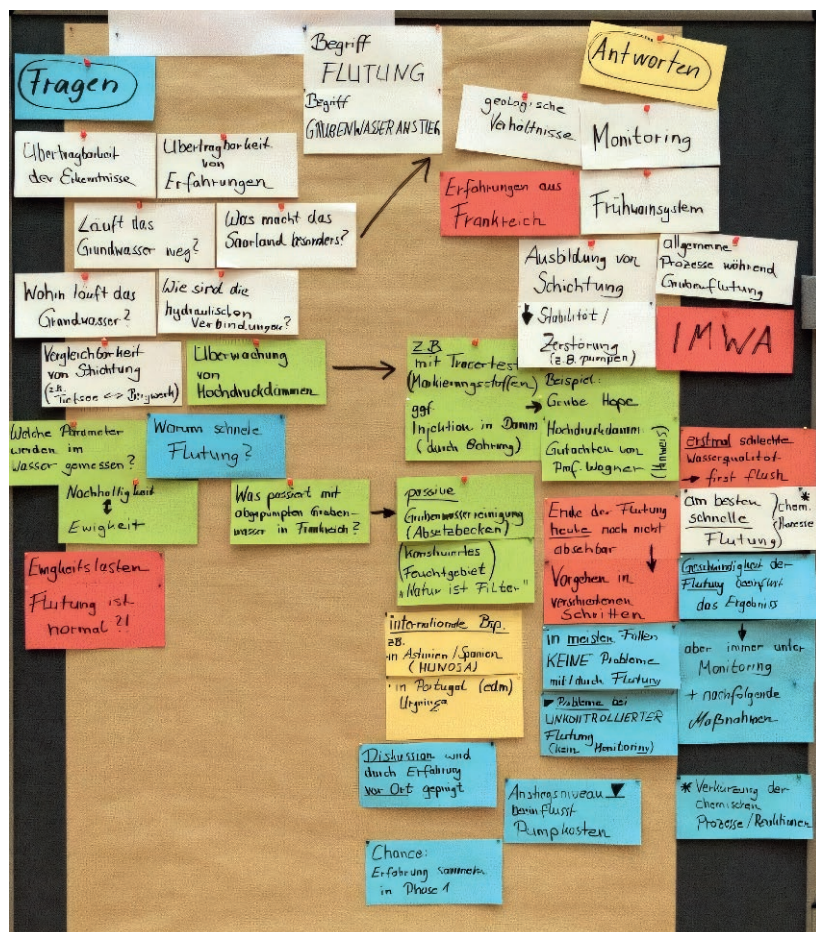 Fragen
Begriff
FLUTUNG
Begriff
GRUBENWASSERANSTIEG
Antworten
Übertragbarkeit
der Erkentnisse
Übertragbarkeit
von
Erfahrungen
Läuft das
Grundwasser weg?
Was macht das
Saarland besonders?
Wohin läuft das
Grundwasser?
Wie sind die
hydraulischen
Verbindungen?
Vergleichbarkeit
von Schichtung
(z.B.
Tiefsee <-> Bergwerk)
Überwachung
von
Hochdruckdämmen
Welche Parameter
werden im
Wasser gemessen?
Warum schnelle
Flutung?
Nachhaltigkeit
↕
Ewigkeit
Was passiert mit
abgepumpten Gruben-
wasser in Frankreich?
Ewigkeitslasten
Flutung ist
normal?!
geologische
Verhältnisse
Monitoring
Erfahrungen aus
Frankreich
Frühwarnsystem
Ausbildung von
Schichtung
allgemeine
Prozesse während
Grubenflutung
Stabilität/
Zerstörung
(z.B. pumpen)
IMWA
z.B
mit Tracertest
(Markierungsstoffen)
ggf.
Injektion in Damm
(durch Bohrung)
Beispiel:
Grube Hope
Hochdruckdamm
Gutachten von
Prof. Wagner
(Hinweis)
erstmal schlechte
Wasserqualität
→ first flush
passive
Grubenwasserreinigung
(Absetzbecken)
Konstruiertes
Feuchtgebiet
"Natur ist Filter"
Ende der Flutung
heute noch nicht
absehbar
Vorgehen in
verschiedenen
Schritten
am besten
schnelle
Flutung
*
chem.
Prozesse
Geschwindigkeit der
Flutung beeinflusst
das Ergebniss
aber immer unter
Monitoring
+ nachfolgende
Maßnahmen
internationale Bsp.
z.B.
in Asturien/Spanien
(HUNOSA)
in Portugal (edm)
Urgeiriça
in meisten Fällen
KEINE Probleme
mit/durch Flutung
Probleme bei
UNKONTROLLIERTER
Flutung
(kein Monitoring)
Diskussion wird
durch Erfahrung
vor Ort geprägt
Anstiegsniveau
beeinflusst
Pumpkosten
* Verkürzung der
chemischen
Prozesse/Reaktionen
Chance:
Erfahrung sammeln
in Phase 1